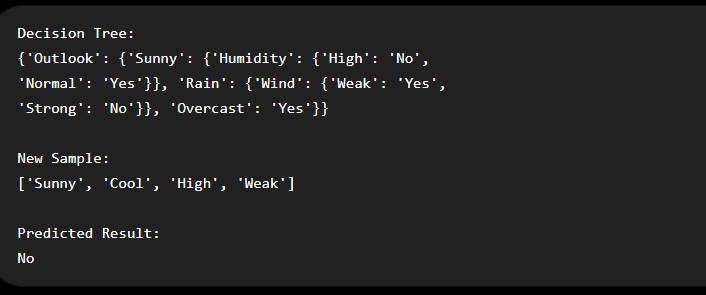 Decision Tree:
{'Outlook': {'Sunny': {'Humidity': {'High': 'No',
'Normal': 'Yes'}}, 'Rain': {'Wind': {'Weak': 'Yes',
'Strong': 'No'}}, 'Overcast': 'Yes'}}
New Sample:
['Sunny', 'Cool', 'High', 'Weak']
Predicted Result:
No